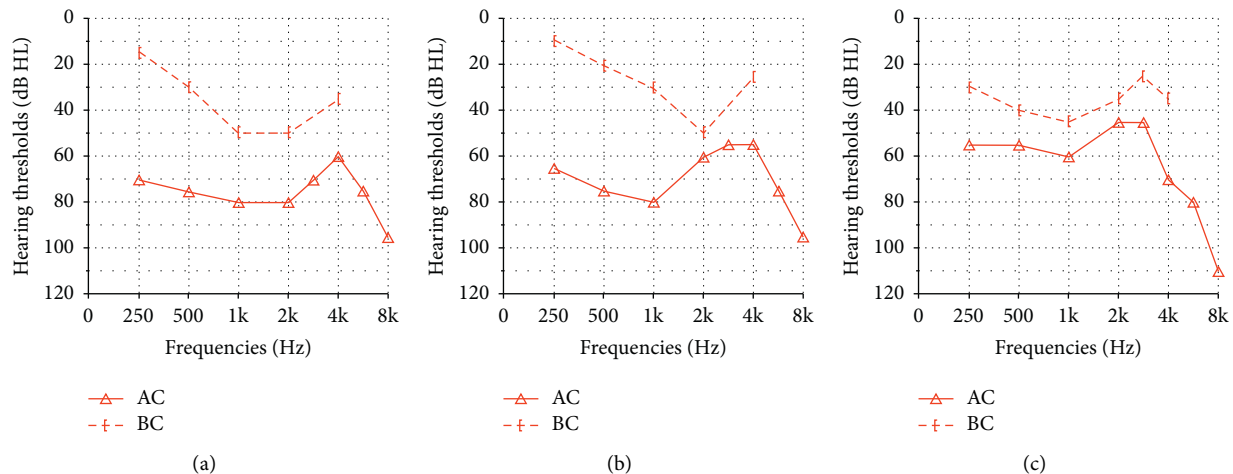 0
20
40
60
80
100
120
Hearing thresholds (dB HL)
0 250 500 1k 2k 4k 8k
Frequencies (Hz)
AC
BC
(a)
0
20
40
60
80
100
120
Hearing thresholds (dB HL)
0 250 500 1k 2k 4k 8k
Frequencies (Hz)
AC
BC
(b)
0
20
40
60
80
100
120
Hearing thresholds (dB HL)
0 250 500 1k 2k 4k 8k
Frequencies (Hz)
AC
BC
(c)